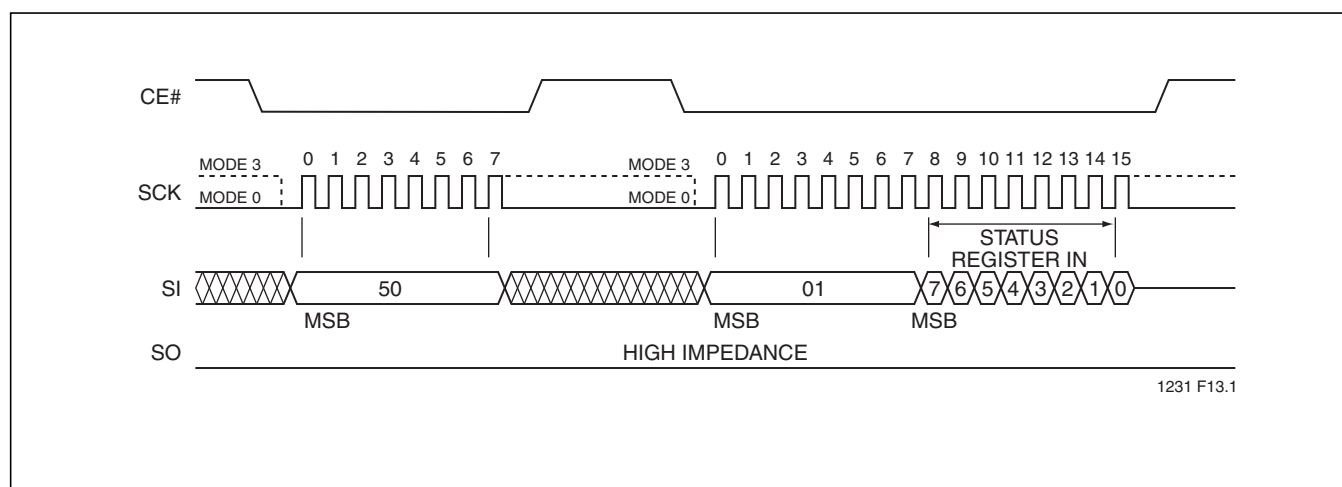 CE#
MODE 3 0 1 2 3 4 5 6 7 MODE 3 0 1 2 3 4 5 6 7 8 9 10 11 12 13 14 15
SCK
MODE 0 MODE 0
STATUS
REGISTER IN
SI 50 01 7 6 5 4 3 2 1 0
MSB MSB MSB
SO HIGH IMPEDANCE
1231 F13.1